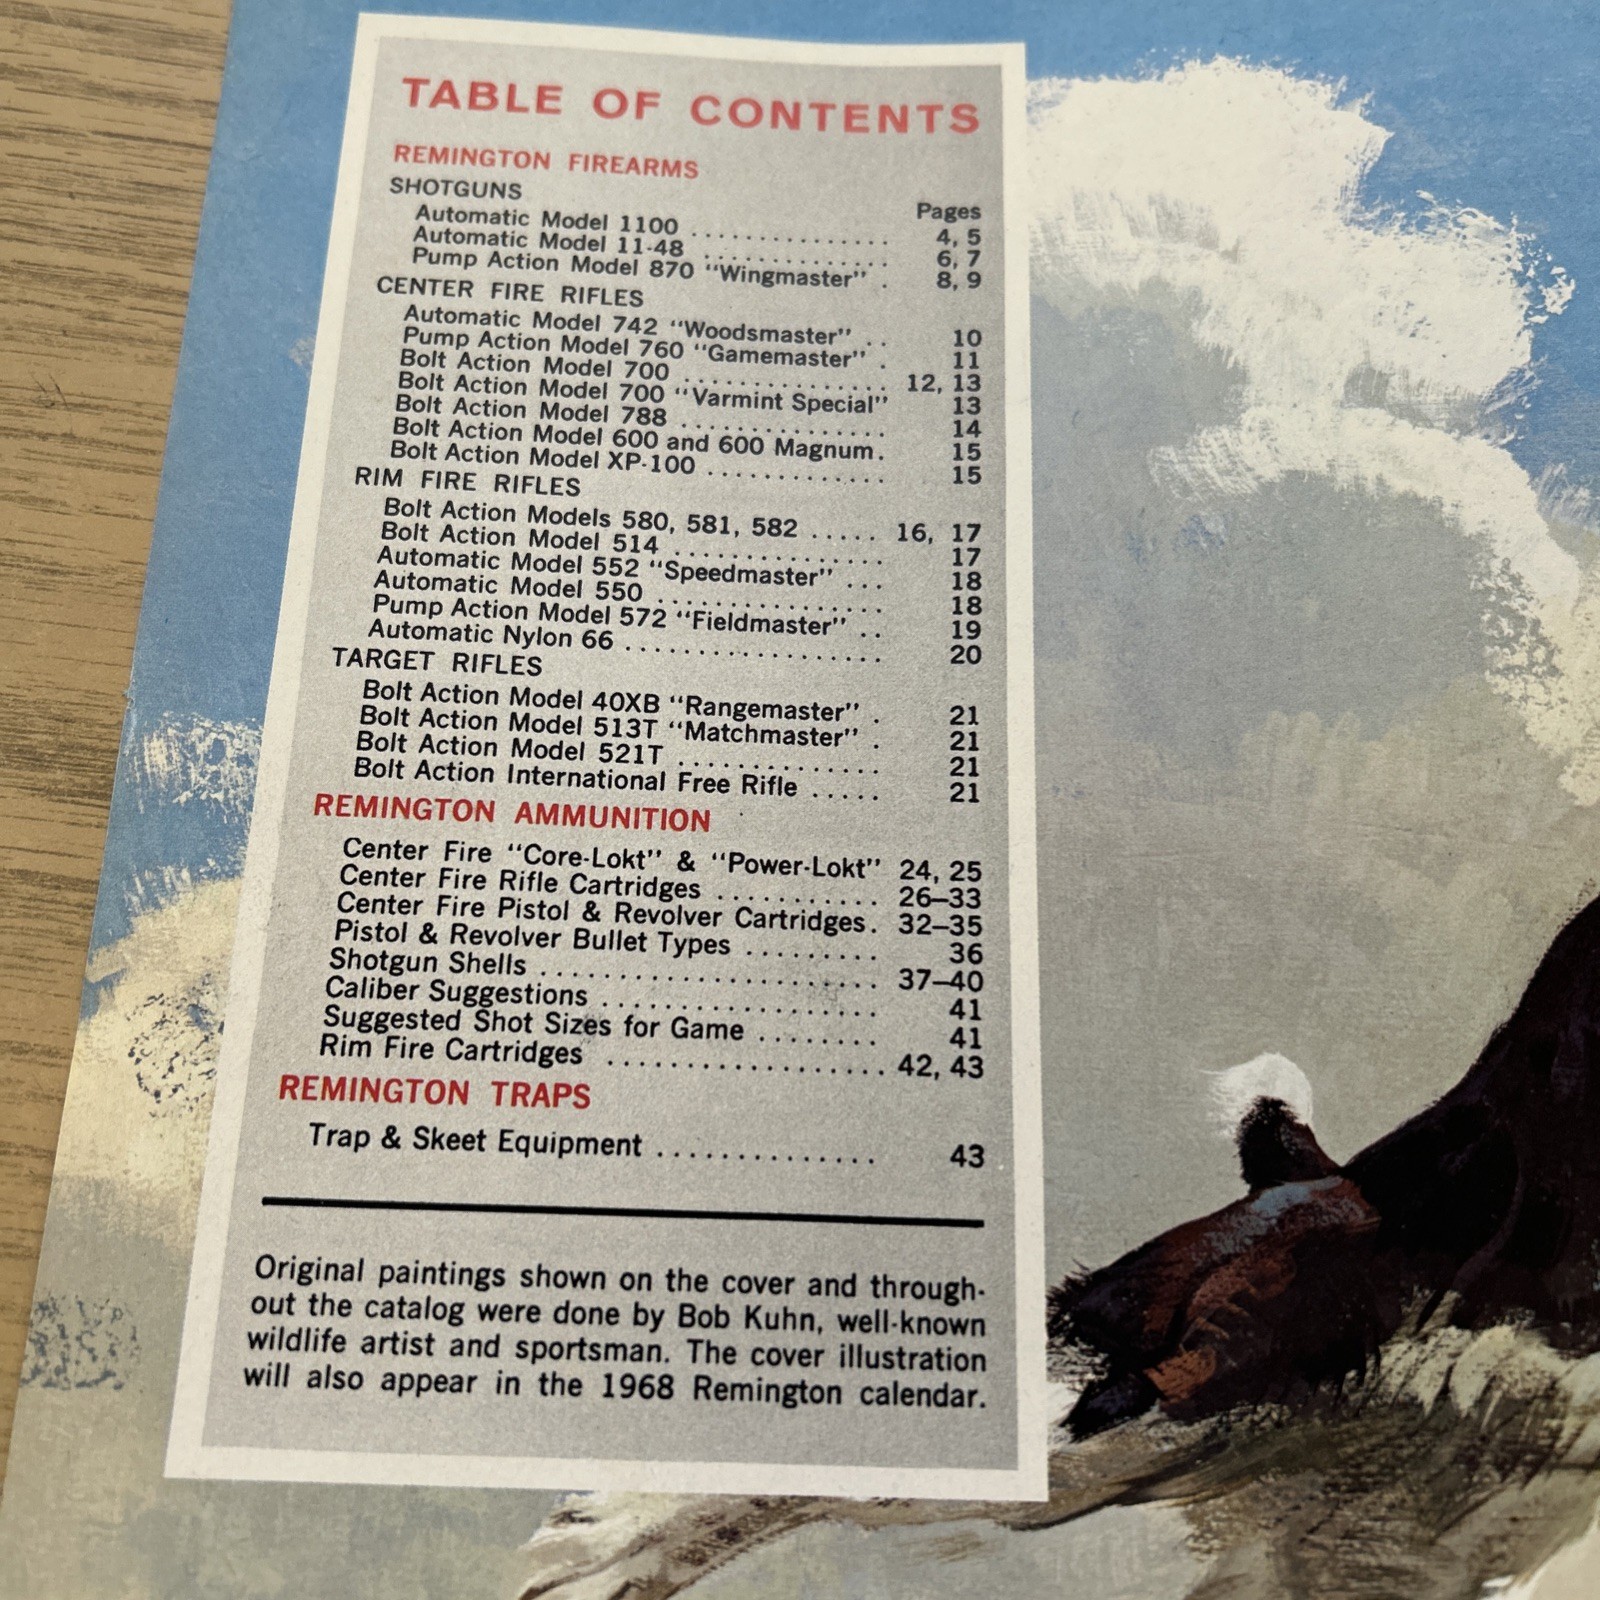 TABLE OF CONTENTS
REMINGTON FIREARMS
SHOTGUNS
Pages
Automatic Model 1100 ............... 4, 5
Automatic Model 11-48 .............. 6, 7
Pump Action Model 870 "Wingmaster" . 8, 9
CENTER FIRE RIFLES
Automatic Model 742 "Woodsmaster" .. 10
Pump Action Model 760 "Gamemaster" . 11
Bolt Action Model 700 ............... 12, 13
Bolt Action Model 700 "Varmint Special" 13
Bolt Action Model 788 ............... 14
Bolt Action Model 600 and 600 Magnum. 15
Bolt Action Model XP-100 ............. 15
RIM FIRE RIFLES
Bolt Action Models 580, 581, 582 ..... 16, 17
Bolt Action Model 514 ................ 17
Automatic Model 552 "Speedmaster" ... 18
Automatic Model 550 ................. 18
Pump Action Model 572 "Fieldmaster" .. 19
Automatic Nylon 66 .................. 20
TARGET RIFLES
Bolt Action Model 40XB "Rangemaster" . 21
Bolt Action Model 513T "Matchmaster" . 21
Bolt Action Model 521T .............. 21
Bolt Action International Free Rifle ..... 21
REMINGTON AMMUNITION
Center Fire "Core-Lokt" & "Power-Lokt" 24, 25
Center Fire Rifle Cartridges ............ 26–33
Center Fire Pistol & Revolver Cartridges. 32–35
Pistol & Revolver Bullet Types ......... 36
Shotgun Shells ........................ 37–40
Caliber Suggestions ................... 41
Suggested Shot Sizes for Game ........ 41
Rim Fire Cartridges ................... 42, 43
REMINGTON TRAPS
Trap & Skeet Equipment .............. 43
Original paintings shown on the cover and through-
out the catalog were done by Bob Kuhn, well-known
wildlife artist and sportsman. The cover illustration
will also appear in the 1968 Remington calendar.